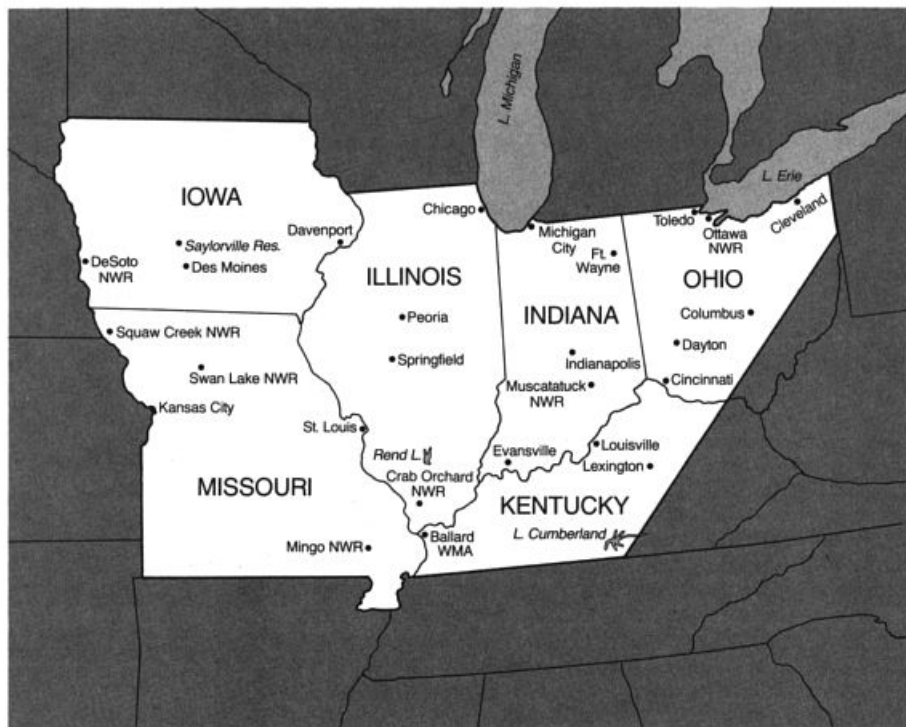 L. Michigan
L. Erie
IOWA
Chicago
Cleveland
Toledo
Ottawa
NWR
Davenport
Michigan
City
Saylorville Res.
Ft.
Wayne
DeSoto
NWR
Des Moines
ILLINOIS
OHIO
Peoria
INDIANA
Columbus
Squaw Creek NWR
Dayton
Springfield
Indianapolis
Swan Lake NWR
Cincinnati
Muscatatuck
NWR
Kansas City
St. Louis
Louisville
Rend L.
Evansville
Lexington
Crab Orchard
NWR
MISSOURI
KENTUCKY
L. Cumberland
Ballard
WMA
Mingo NWR